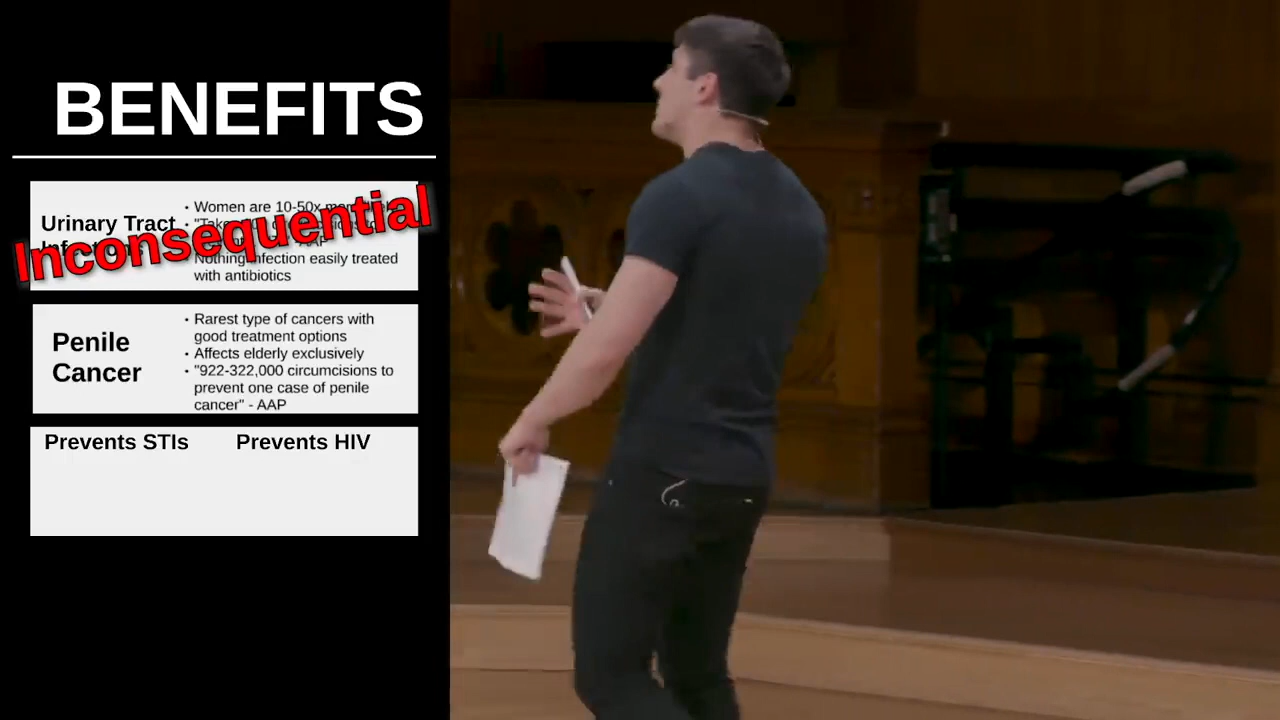 BENEFITS
Urinary Tract
Women are 10-50x
Inconsequential
Nothing infection easily treated
with antibiotics
Penile
Cancer
• Rarest type of cancers with
good treatment options
• Affects elderly exclusively
• "922-322,000 circumcisions to
prevent one case of penile
cancer" - AAP
Prevents STIs Prevents HIV